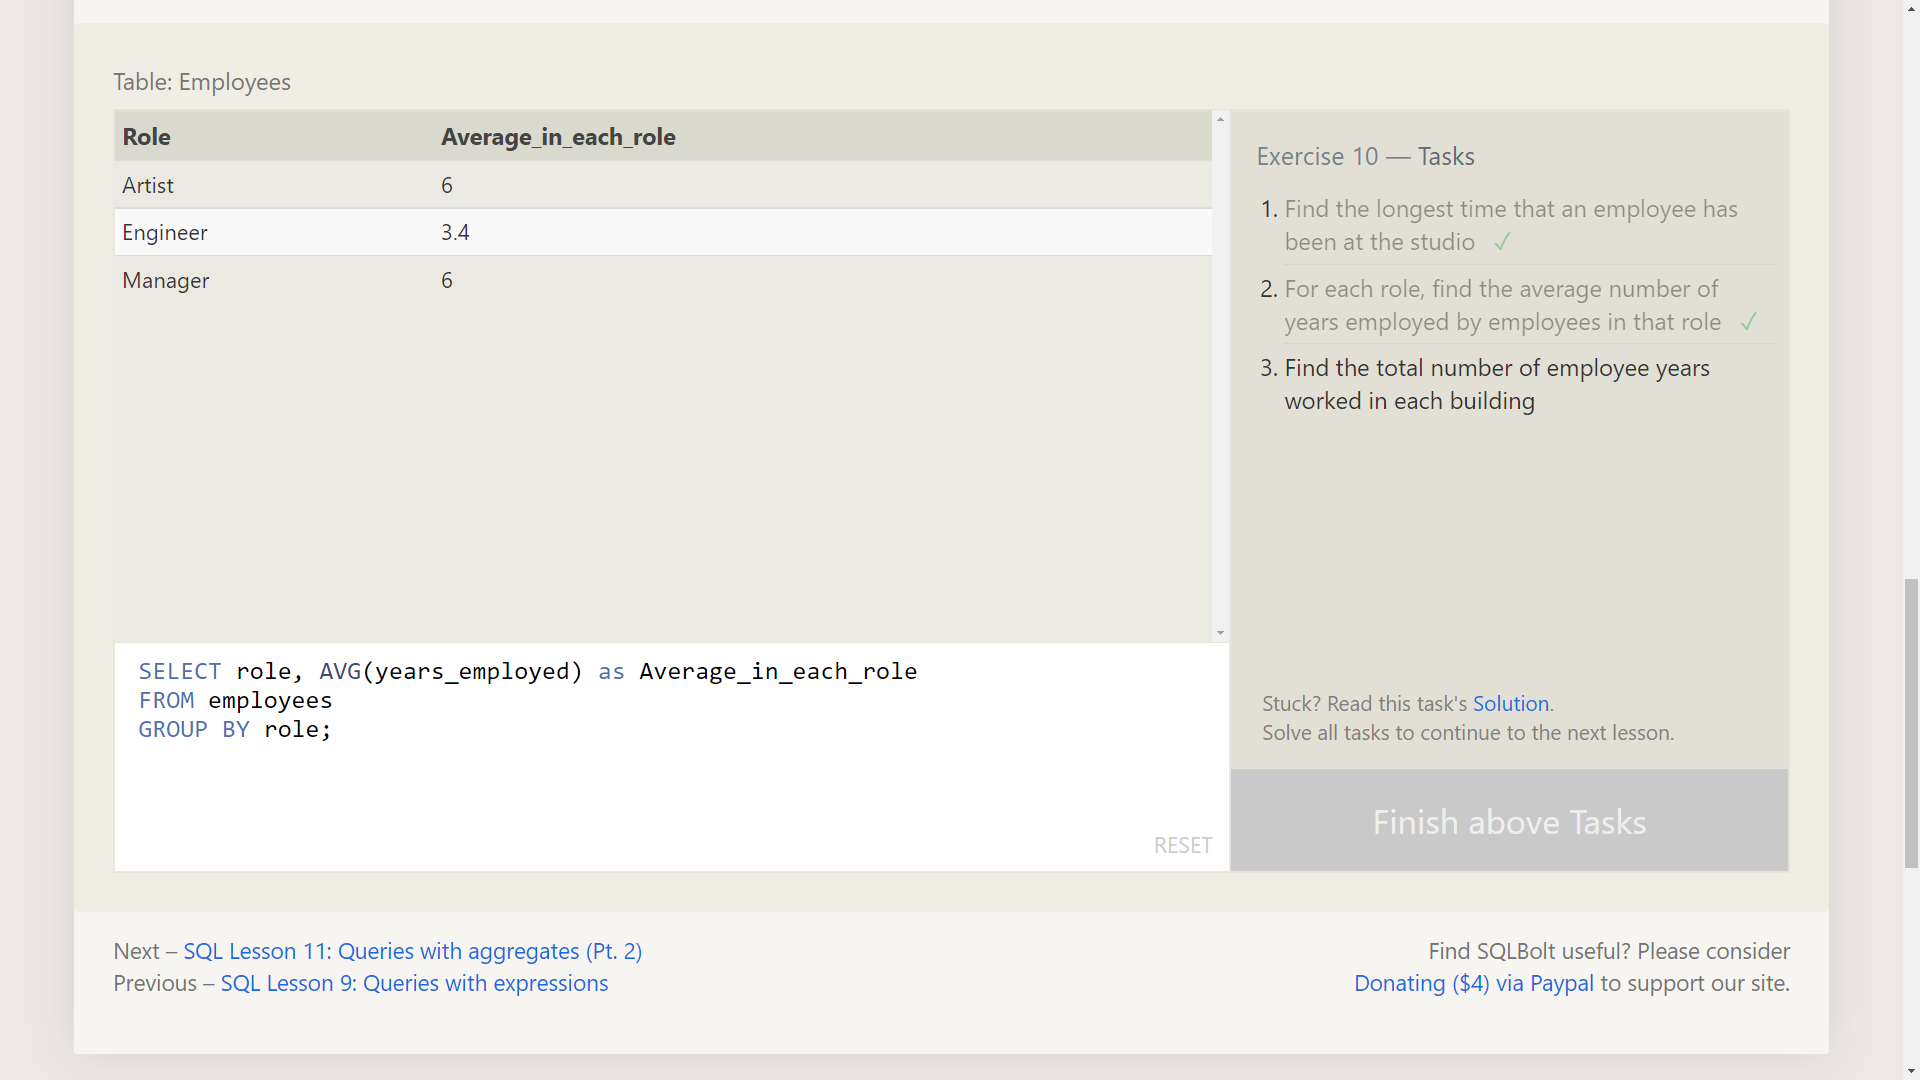 Table: Employees
Role Average_in_each_role
Artist 6
Engineer 3.4
Manager 6
SELECT role, AVG(years_employed) as Average_in_each_role
FROM employees
GROUP BY role;
RESET
Exercise 10 — Tasks
1. Find the longest time that an employee has
been at the studio ✓
2. For each role, find the average number of
years employed by employees in that role ✓
3. Find the total number of employee years
worked in each building
Stuck? Read this task's Solution.
Solve all tasks to continue to the next lesson.
Finish above Tasks
Next – SQL Lesson 11: Queries with aggregates (Pt. 2)
Previous – SQL Lesson 9: Queries with expressions
Find SQLBolt useful? Please consider
Donating ($4) via Paypal to support our site.